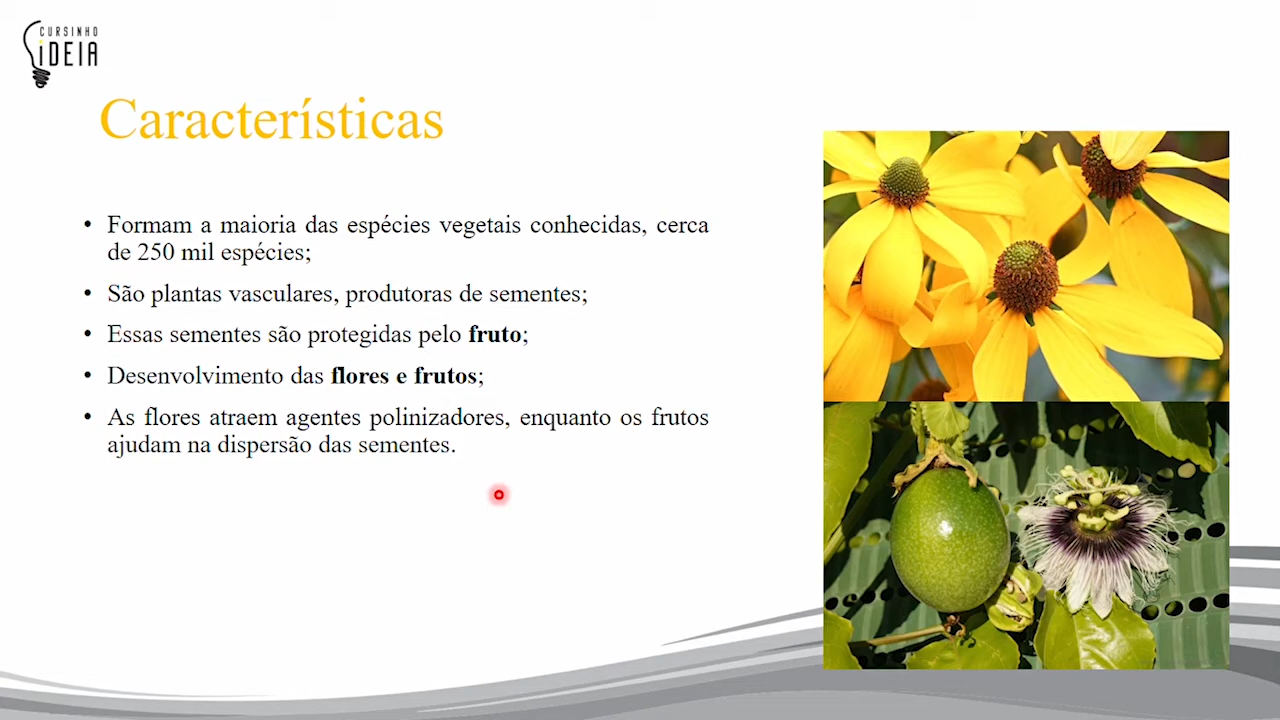 CURSINHO
iDEIA
Características
• Formam a maioria das espécies vegetais conhecidas, cerca
de 250 mil espécies;
• São plantas vasculares, produtoras de sementes;
• Essas sementes são protegidas pelo fruto;
• Desenvolvimento das flores e frutos;
• As flores atraem agentes polinizadores, enquanto os frutos
ajudam na dispersão das sementes.